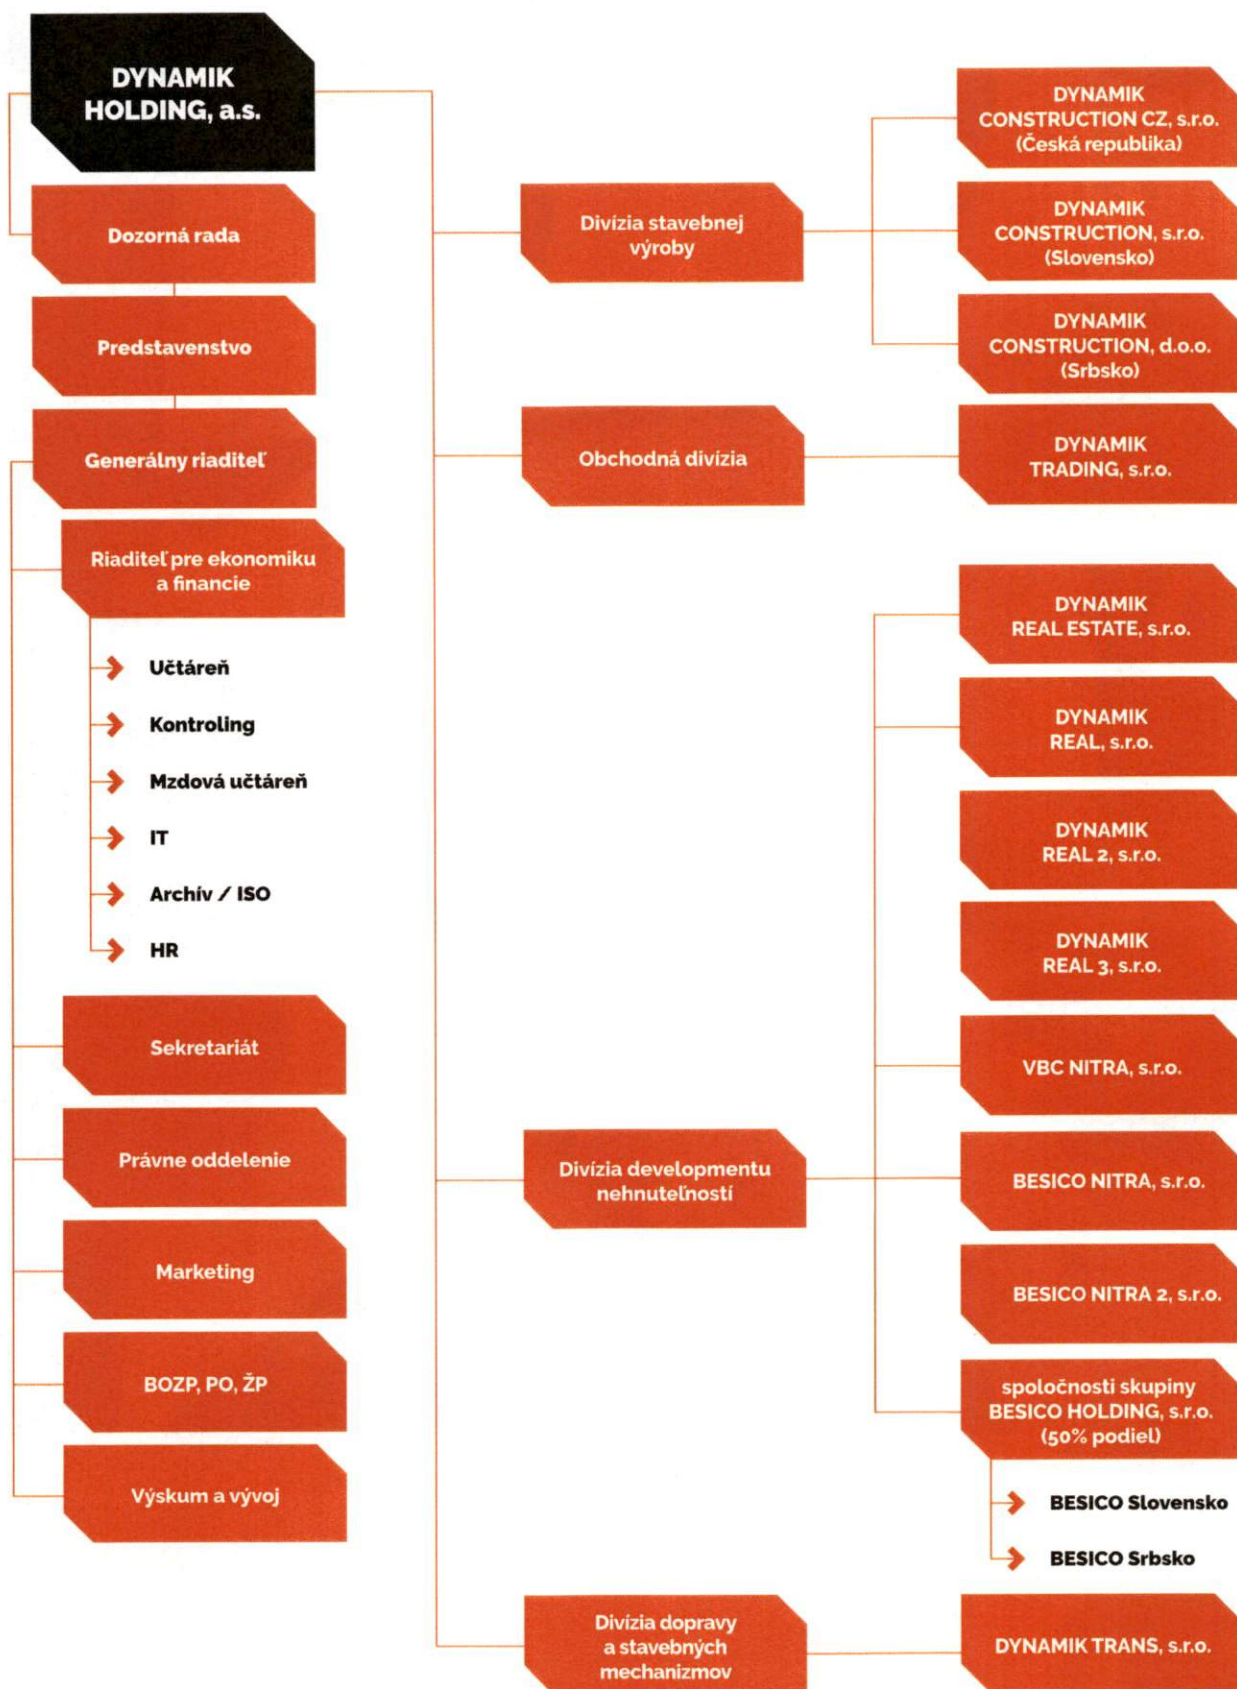 DYNAMIK
HOLDING, a.s.
Dozorná rada
Predstavenstvo
Generálny riaditeľ
Riaditeľ pre ekonomiku
a financie
Učtáreň
Kontroling
Mzdová učtáreň
IT
Archív / ISO
HR
Sekretariát
Právne oddelenie
Marketing
BOZP, PO, ŽP
Výskum a vývoj
Divízia stavebnej
výroby
DYNAMIK
CONSTRUCTION CZ, s.r.o.
(Česká republika)
DYNAMIK
CONSTRUCTION, s.r.o.
(Slovensko)
DYNAMIK
CONSTRUCTION, d.o.o.
(Srbsko)
Obchodná divízia
DYNAMIK
TRADING, s.r.o.
Divízia developmentu
nehnuteľností
DYNAMIK
REAL ESTATE, s.r.o.
DYNAMIK
REAL, s.r.o.
DYNAMIK
REAL 2, s.r.o.
DYNAMIK
REAL 3, s.r.o.
VBC NITRA, s.r.o.
BESICO NITRA, s.r.o.
BESICO NITRA 2, s.r.o.
spoločnosti skupiny
BESICO HOLDING, s.r.o.
(50% podiel)
BESICO Slovensko
BESICO Srbsko
Divízia dopravy
a stavebných
mechanizmov
DYNAMIK TRANS, s.r.o.